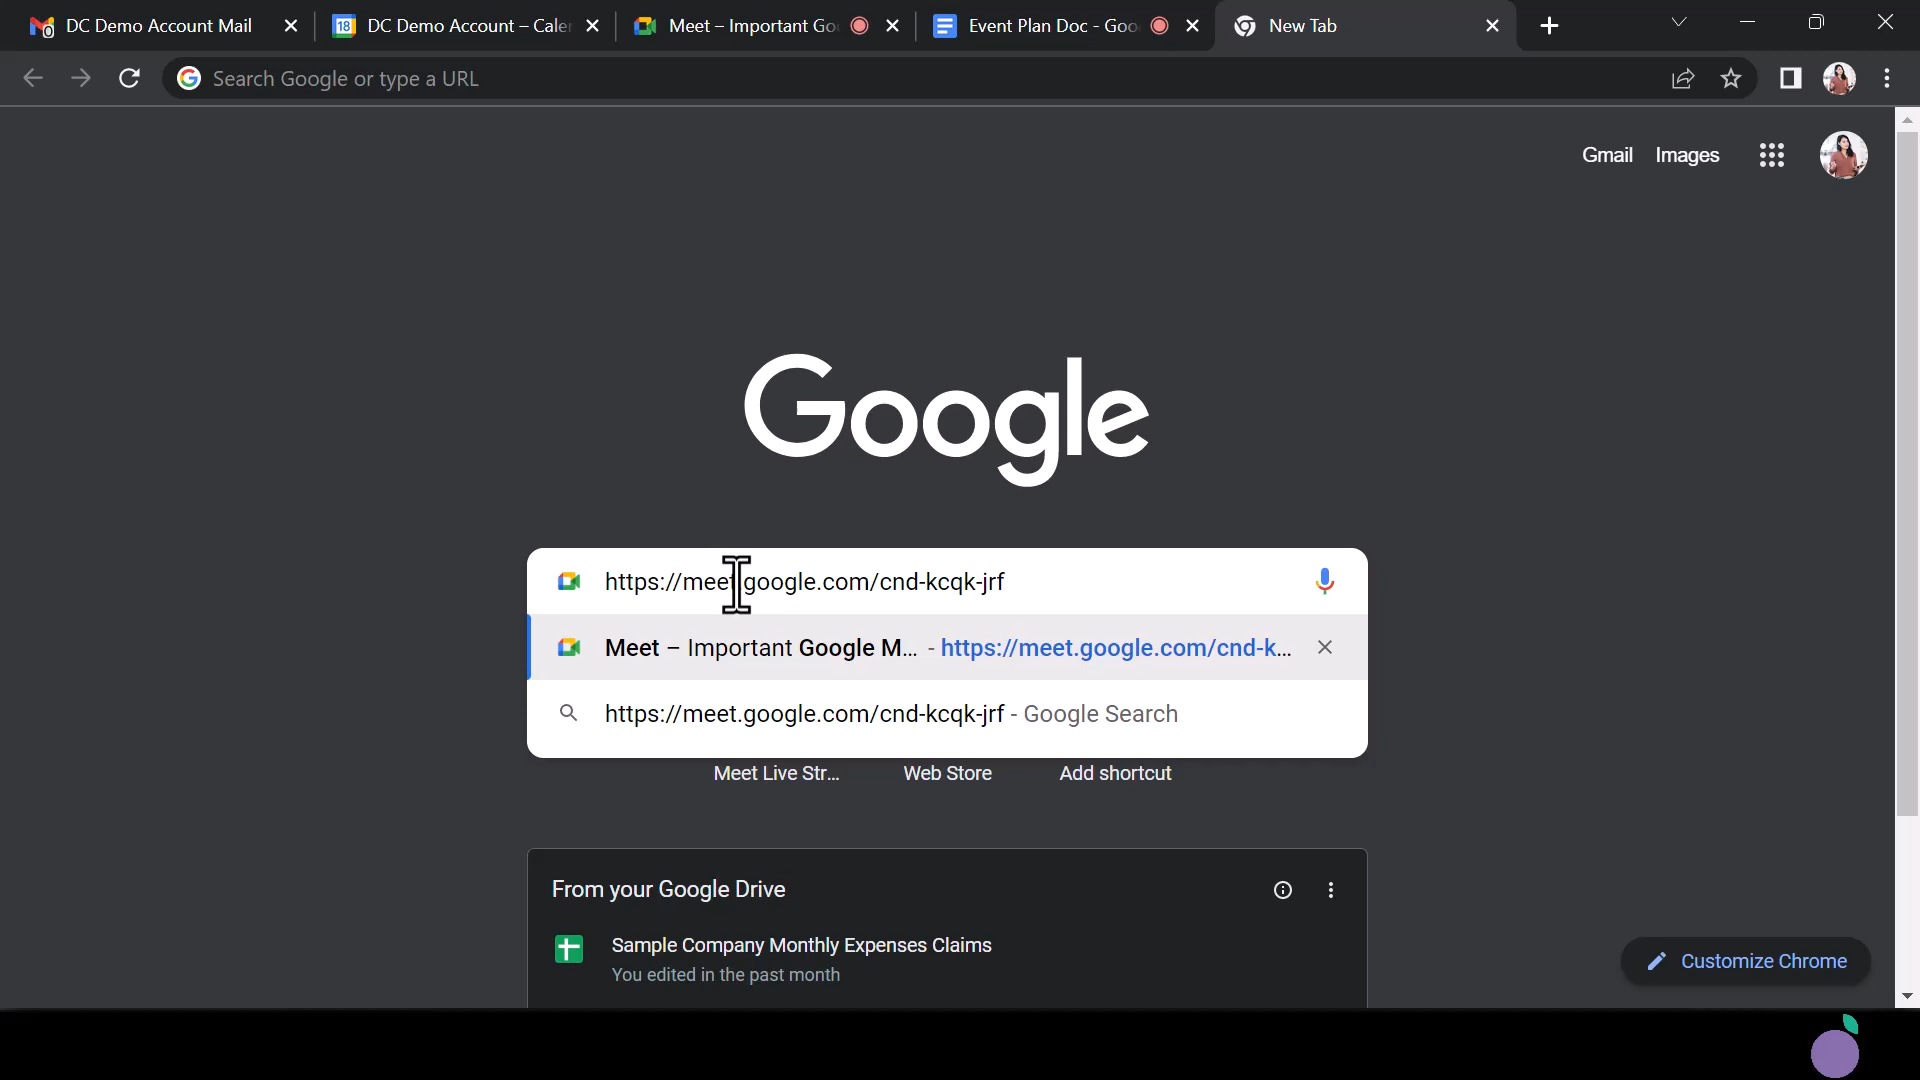 DC Demo Account Mail
DC Demo Account – Cale
Meet – Important Go
Event Plan Doc - Goo
New Tab
Search Google or type a URL
Gmail
Images
Google
https://meet.google.com/cnd-kcqk-jrf
Meet – Important Google M... - https://meet.google.com/cnd-k...
https://meet.google.com/cnd-kcqk-jrf - Google Search
Meet Live Str...
Web Store
Add shortcut
From your Google Drive
Sample Company Monthly Expenses Claims
You edited in the past month
Customize Chrome